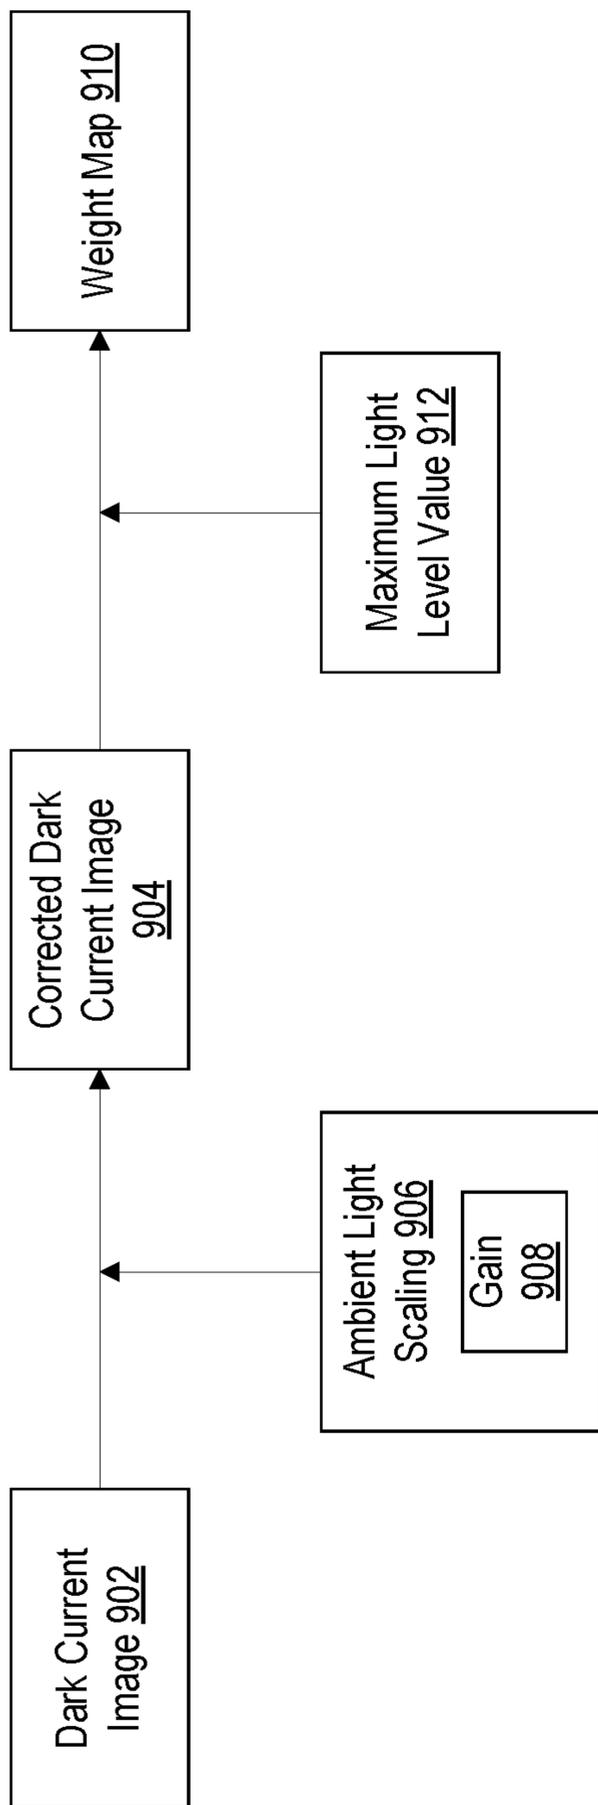 Dark Current
Image 902
Ambient Light
Scaling 906
Gain
908
Corrected Dark
Current Image
904
Maximum Light
Level Value 912
Weight Map 910